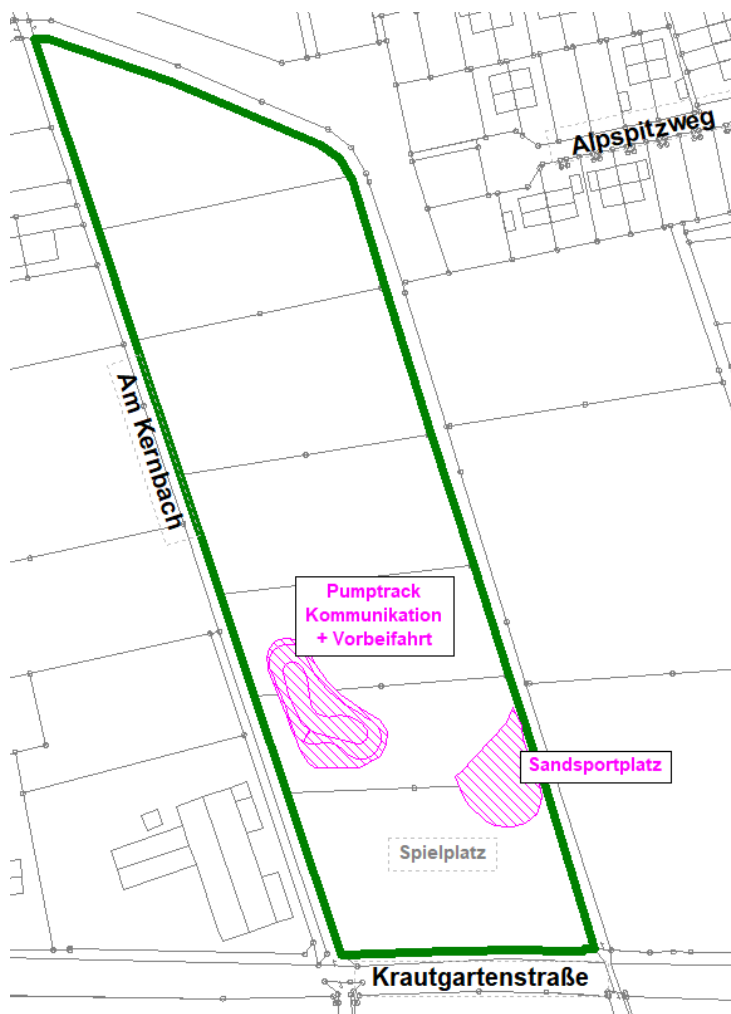 Alpspitzweg
Am Kernbach
Pumptrack
Kommunikation
+ Vorbeifahrt
Sandsportplatz
Spielplatz
Krautgartenstraße